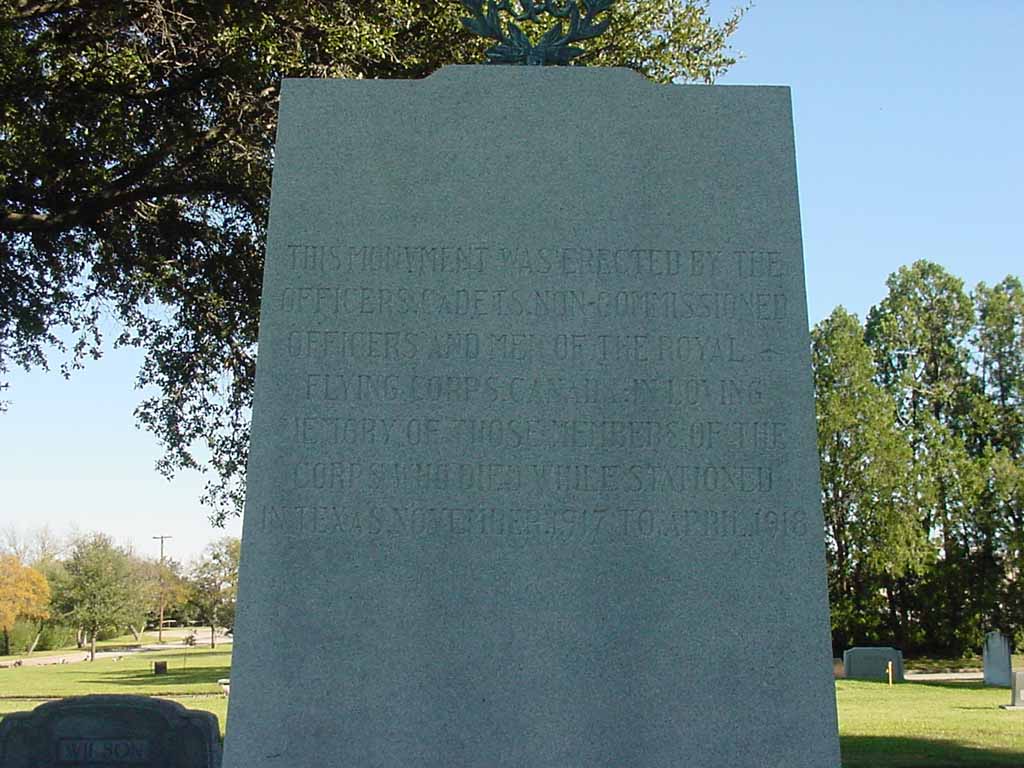 THIS MONVMENT WAS ERECTED BY THE
OFFICERS, CADETS, NON-COMMISSIONED
OFFICERS AND MEN OF THE ROYAL
FLYING CORPS, CANADA, IN LOVING
MEMORY OF THOSE MEMBERS OF THE
CORPS WHO DIED WHILE STATIONED
IN TEXAS, NOVEMBER, 1917 TO APRIL, 1918
WILSON